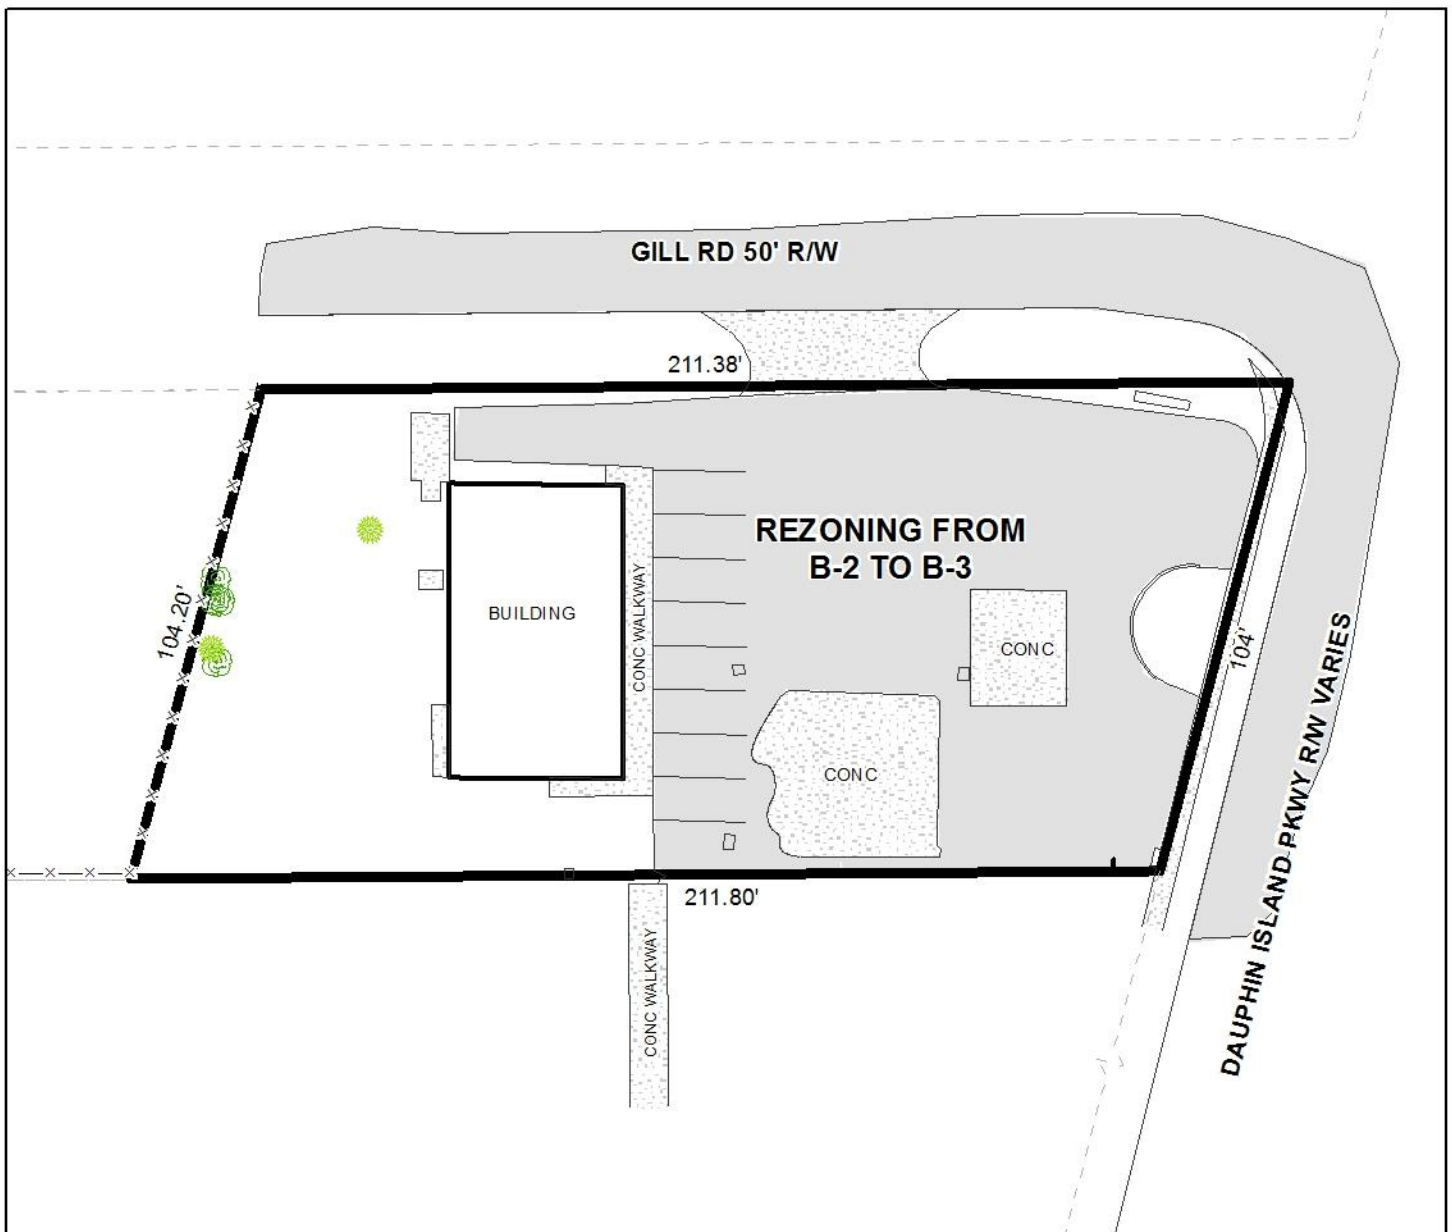 GILL RD 50' R/W
211.38'
REZONING FROM
B-2 TO B-3
104.20'
BUILDING
CONC WALKWAY
CONC
104'
CONC
DAUPHIN ISLAND PKWY R/W VARIES
211.80'
CONC WALKWAY